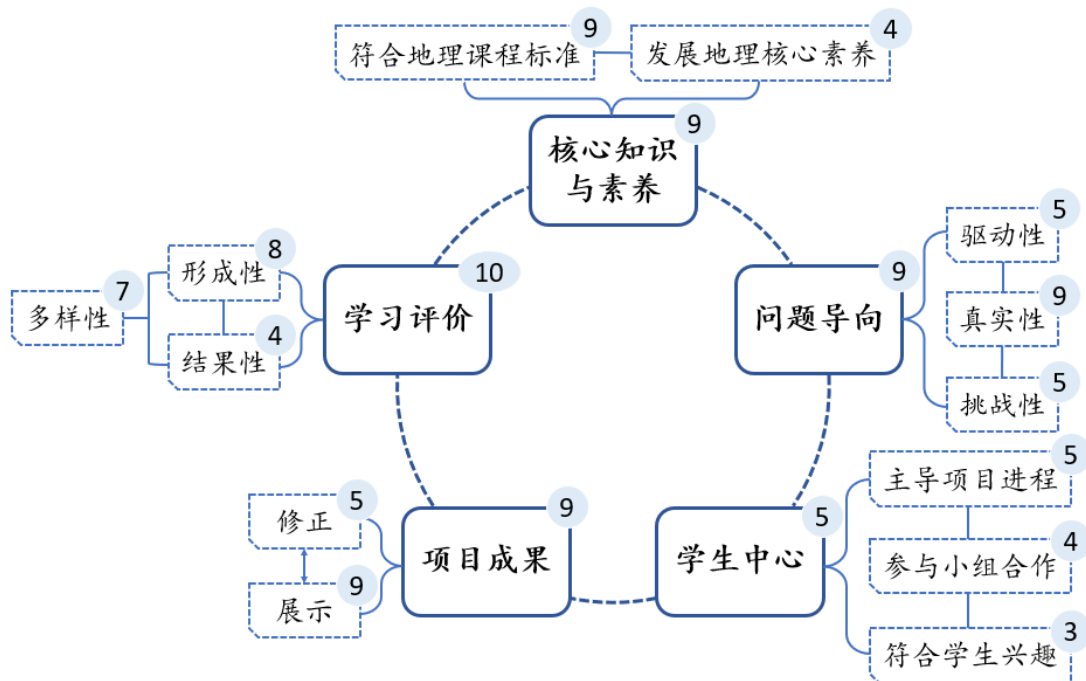 9
4
符合地理课程标准
发展地理核心素养
9
核心知识
与素养
5
驱动性
9
问题导向
9
真实性
5
挑战性
5
主导项目进程
5
学生中心
4
参与小组合作
3
符合学生兴趣
9
项目成果
5
修正
9
展示
10
学习评价
8
形成性
4
结果性
7
多样性